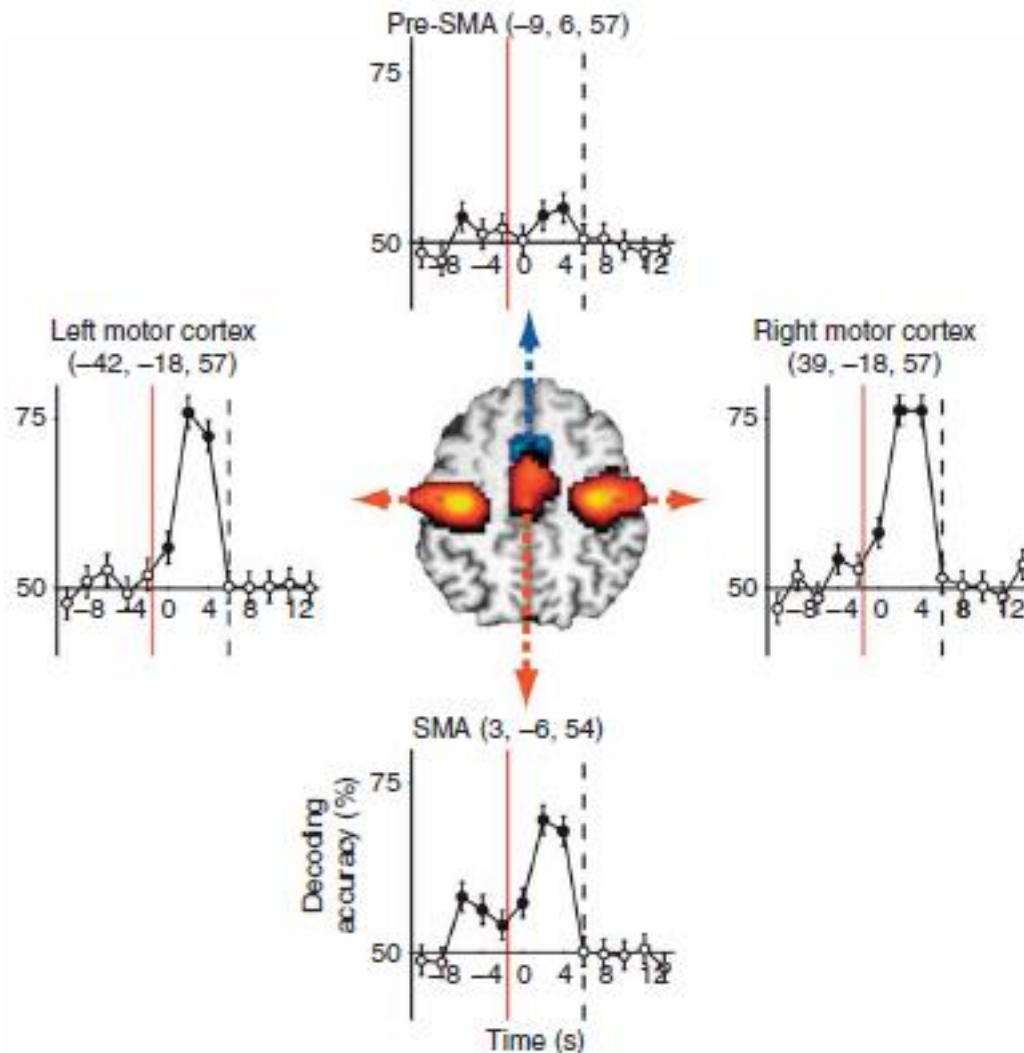 Pre-SMA (–9, 6, 57)
75
50
–8 –4 0 4 8 12
Left motor cortex
(–42, –18, 57)
75
50
–8 –4 0 4 8 12
Right motor cortex
(39, –18, 57)
75
50
–8 –4 0 4 8 12
SMA (3, –6, 54)
75
50
–8 –4 0 4 8 12
Decoding
accuracy (%)
Time (s)